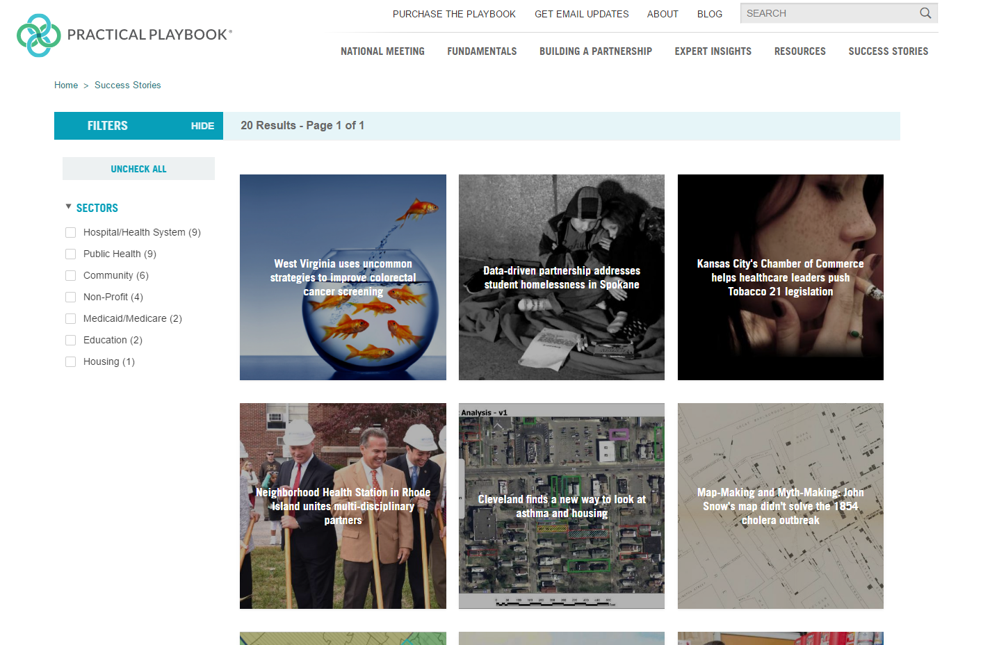 PURCHASE THE PLAYBOOK GET EMAIL UPDATES ABOUT BLOG SEARCH
PRACTICAL PLAYBOOK®
NATIONAL MEETING FUNDAMENTALS BUILDING A PARTNERSHIP EXPERT INSIGHTS RESOURCES SUCCESS STORIES
Home > Success Stories
FILTERS HIDE
20 Results - Page 1 of 1
UNCHECK ALL
SECTORS
Hospital/Health System (9)
Public Health (9)
Community (6)
Non-Profit (4)
Medicaid/Medicare (2)
Education (2)
Housing (1)
West Virginia uses uncommon
strategies to improve colorectal
cancer screening
Data-driven partnership addresses
student homelessness in Spokane
Kansas City's Chamber of Commerce
helps healthcare leaders push
Tobacco 21 legislation
Neighborhood Health Station in Rhode
Island unites multi-disciplinary
partners
Analysis - v1
Cleveland finds a new way to look at
asthma and housing
Map-Making and Myth-Making: John
Snow's map didn't solve the 1854
cholera outbreak